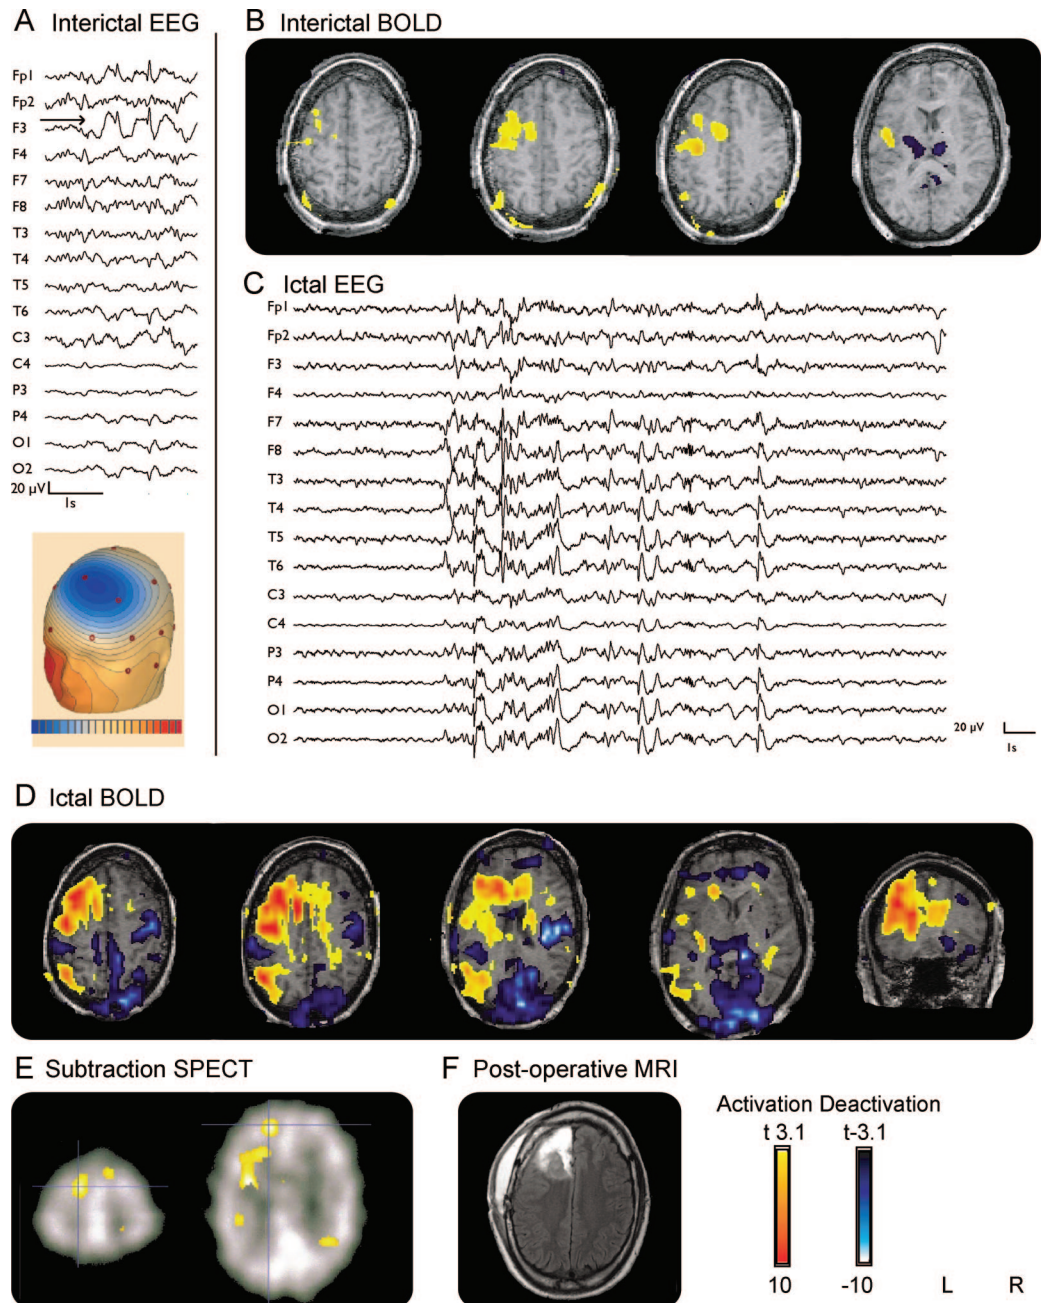 A Interictal EEG
Fp1
Fp2
F3
F4
F7
F8
T3
T4
T5
T6
C3
C4
P3
P4
O1
O2
20 µV
1s
B Interictal BOLD
C Ictal EEG
Fp1
Fp2
F3
F4
F7
F8
T3
T4
T5
T6
C3
C4
P3
P4
O1
O2
20 µV
1s
D Ictal BOLD
E Subtraction SPECT
F Post-operative MRI
Activation Deactivation
t 3.1 t-3.1
10 -10 L R